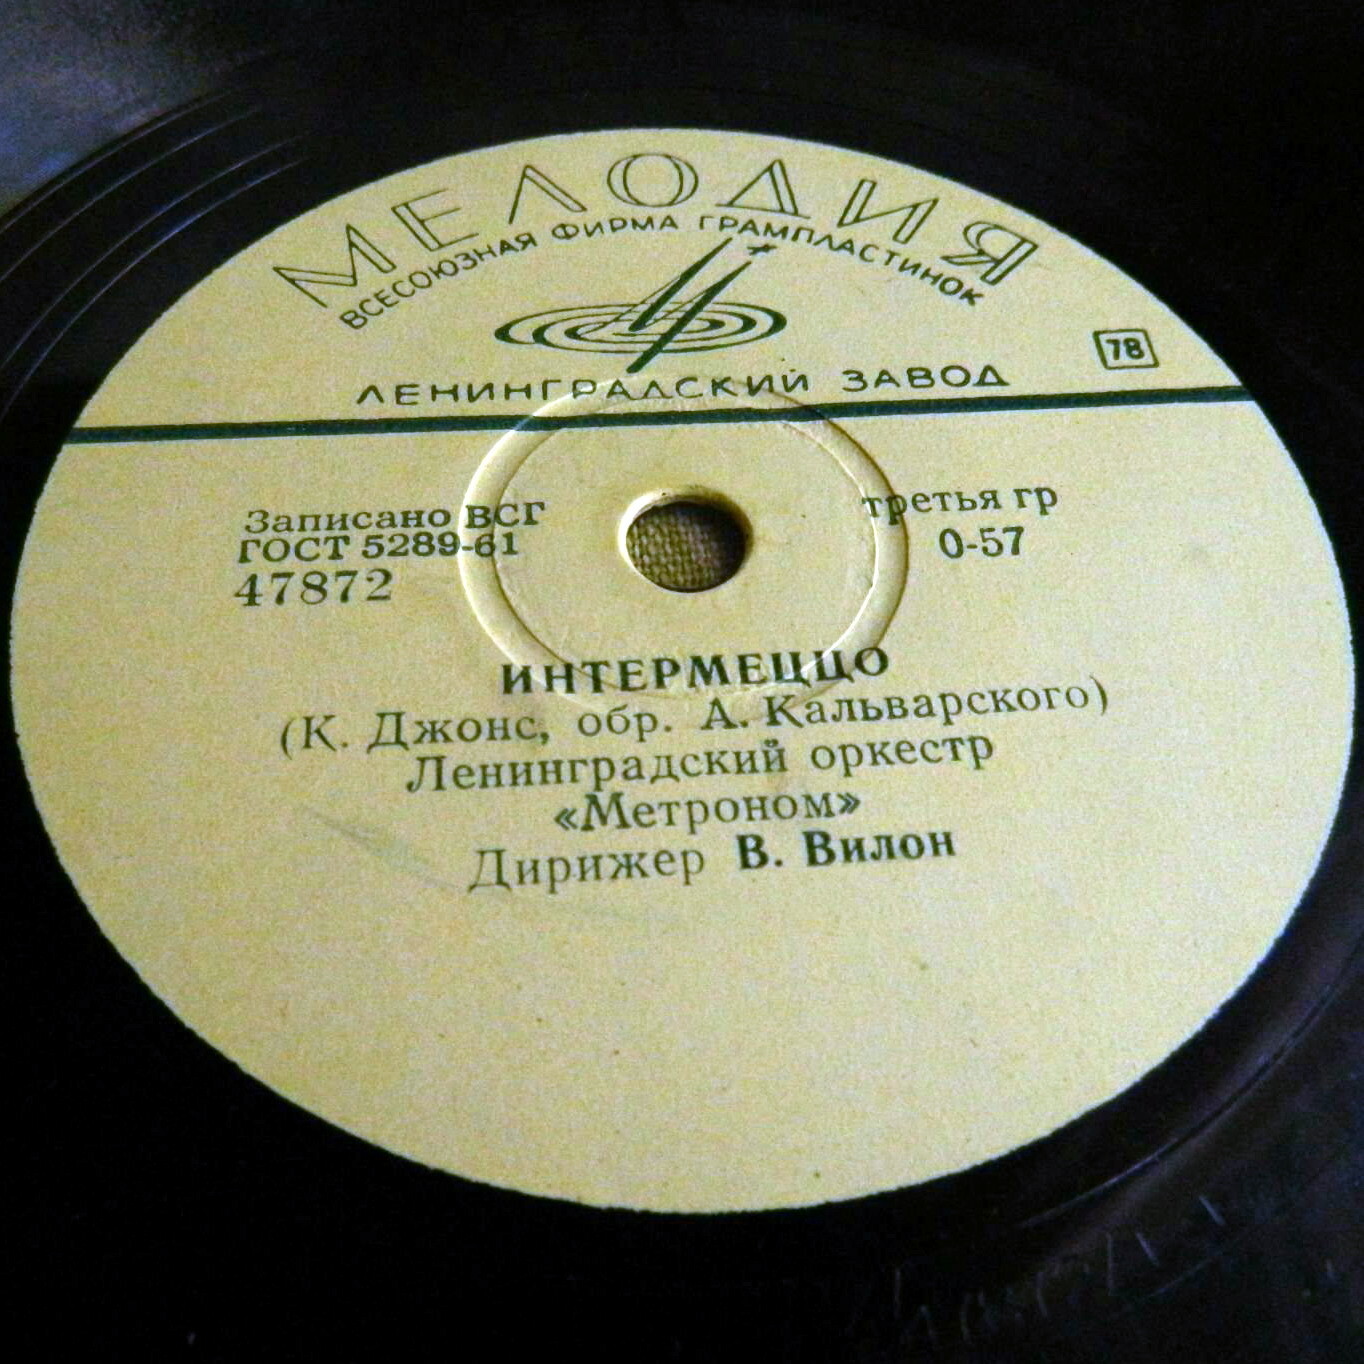 МЕЛОДИЯ
ВСЕСОЮЗНАЯ ФИРМА ГРАМПЛАСТИНОК
ЛЕНИНГРАДСКИЙ ЗАВОД
78
Записано ВСГ
ГОСТ 5289-61
47872
третья гр
0-57
ИНТЕРМЕЦЦО
(К. Джонс, обр. А. Кальварского)
Ленинградский оркестр
«Метроном»
Дирижер В. Вилон